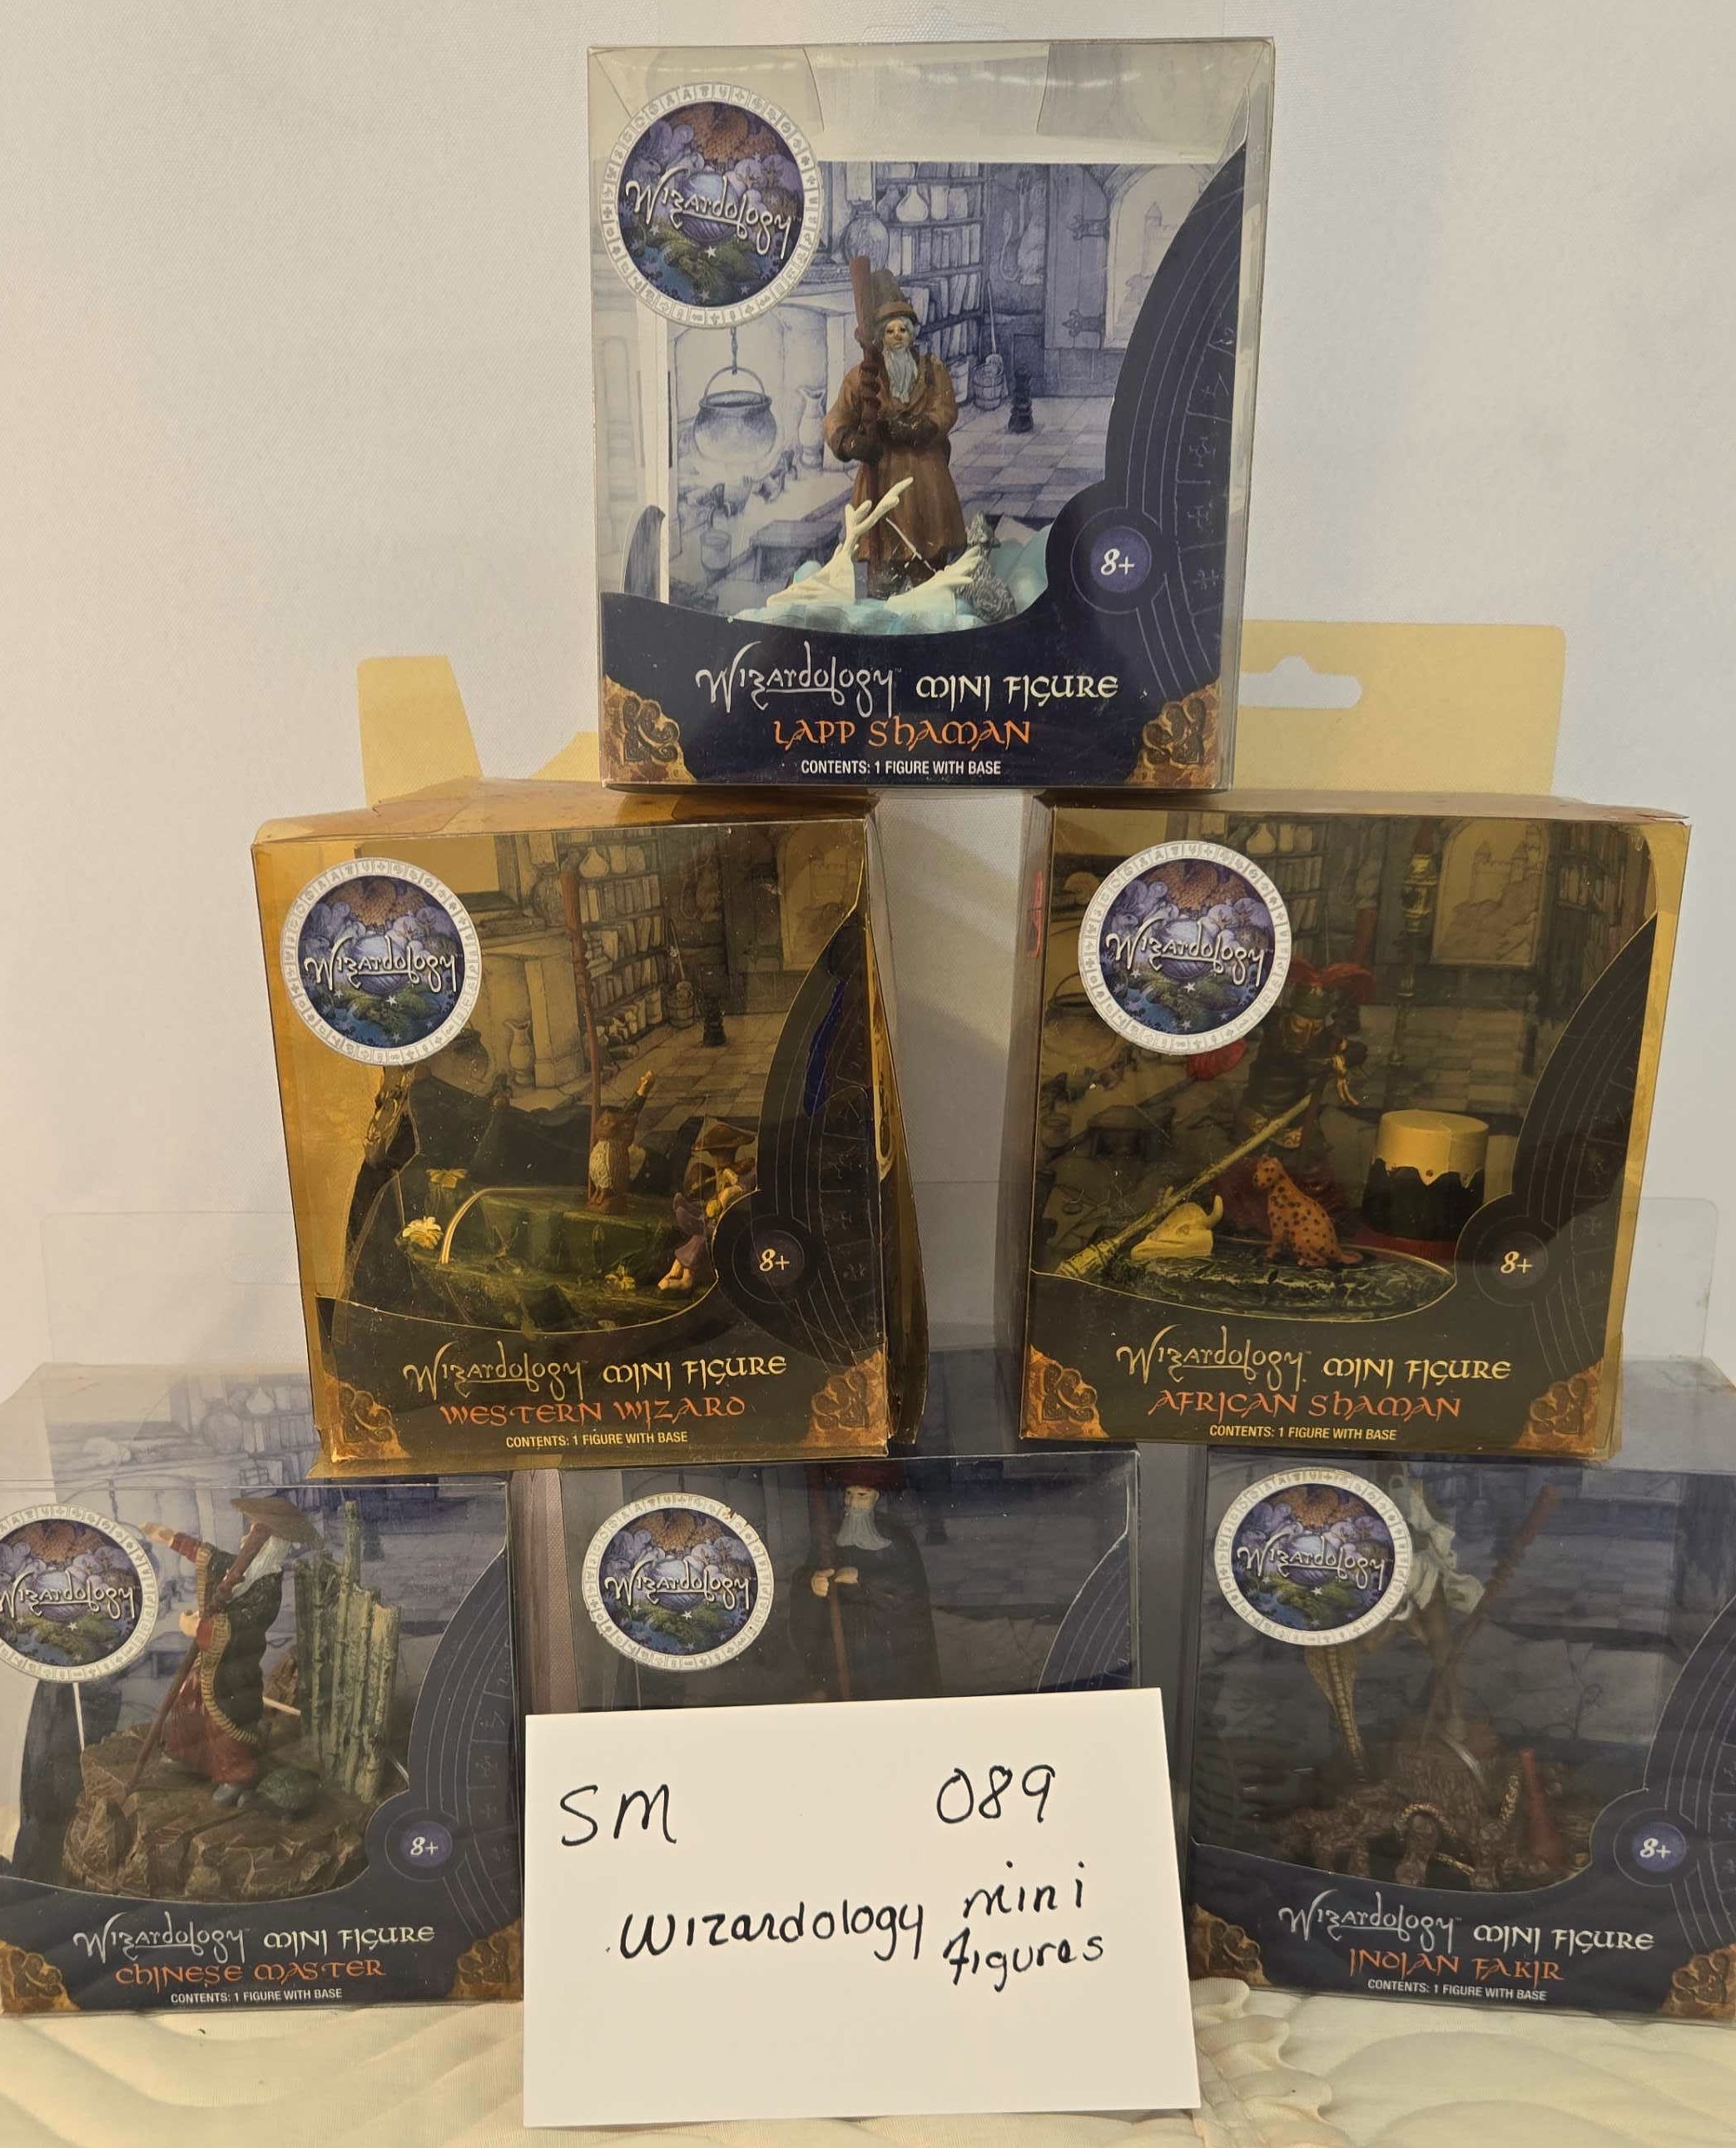 Wizardology
8+
Wizardology™ MINI FIGURE
LAPP SHAMAN
CONTENTS: 1 FIGURE WITH BASE
Wizardology
8+
Wizardology™ MINI FIGURE
WESTERN WIZARD
CONTENTS: 1 FIGURE WITH BASE
Wizardology
8+
Wizardology™ MINI FIGURE
AFRICAN SHAMAN
CONTENTS: 1 FIGURE WITH BASE
Wizardology
8+
Wizardology™ MINI FIGURE
CHINESE MASTER
CONTENTS: 1 FIGURE WITH BASE
Wizardology
SM 089
Wizardology mini
figures
Wizardology
8+
Wizardology™ MINI FIGURE
INDIAN FAKIR
CONTENTS: 1 FIGURE WITH BASE